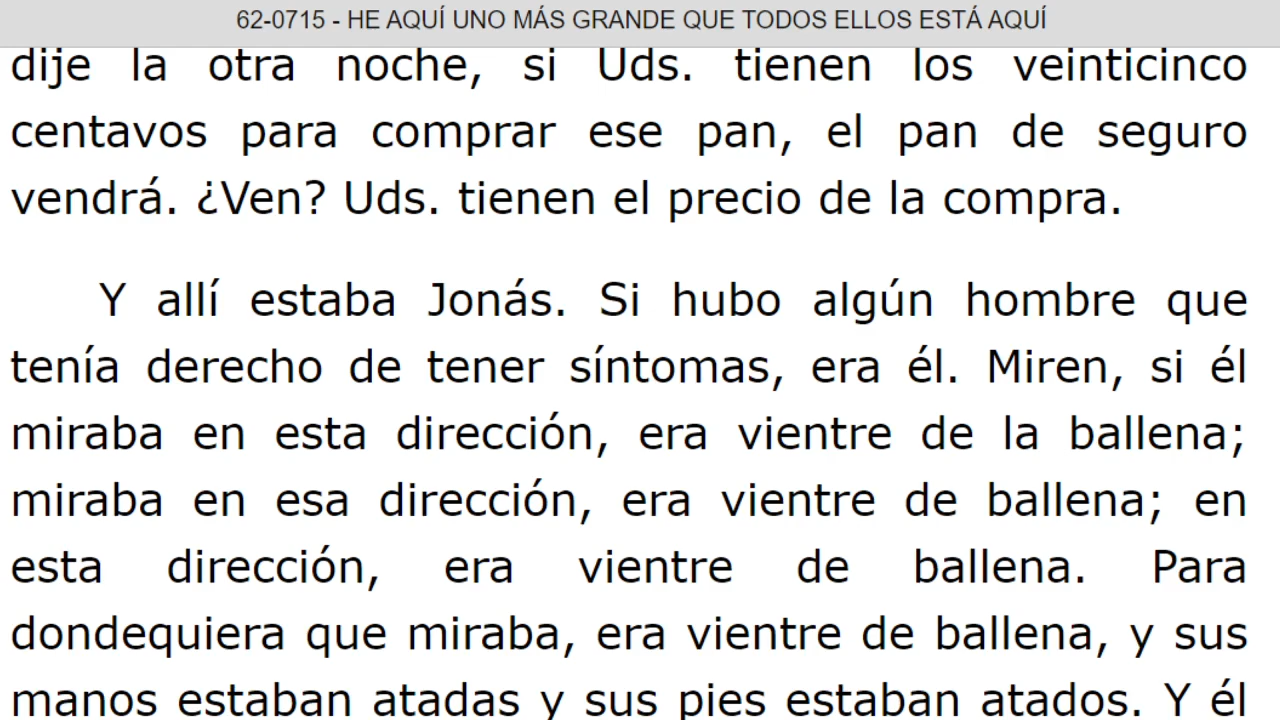 62-0715 - HE AQUÍ UNO MÁS GRANDE QUE TODOS ELLOS ESTÁ AQUÍ
dije la otra noche, si Uds. tienen los veinticinco
centavos para comprar ese pan, el pan de seguro
vendrá. ¿Ven? Uds. tienen el precio de la compra.
Y allí estaba Jonás. Si hubo algún hombre que
tenía derecho de tener síntomas, era él. Miren, si él
miraba en esta dirección, era vientre de la ballena;
miraba en esa dirección, era vientre de ballena; en
esta dirección, era vientre de ballena. Para
dondequiera que miraba, era vientre de ballena, y sus
manos estaban atadas y sus pies estaban atados. Y él